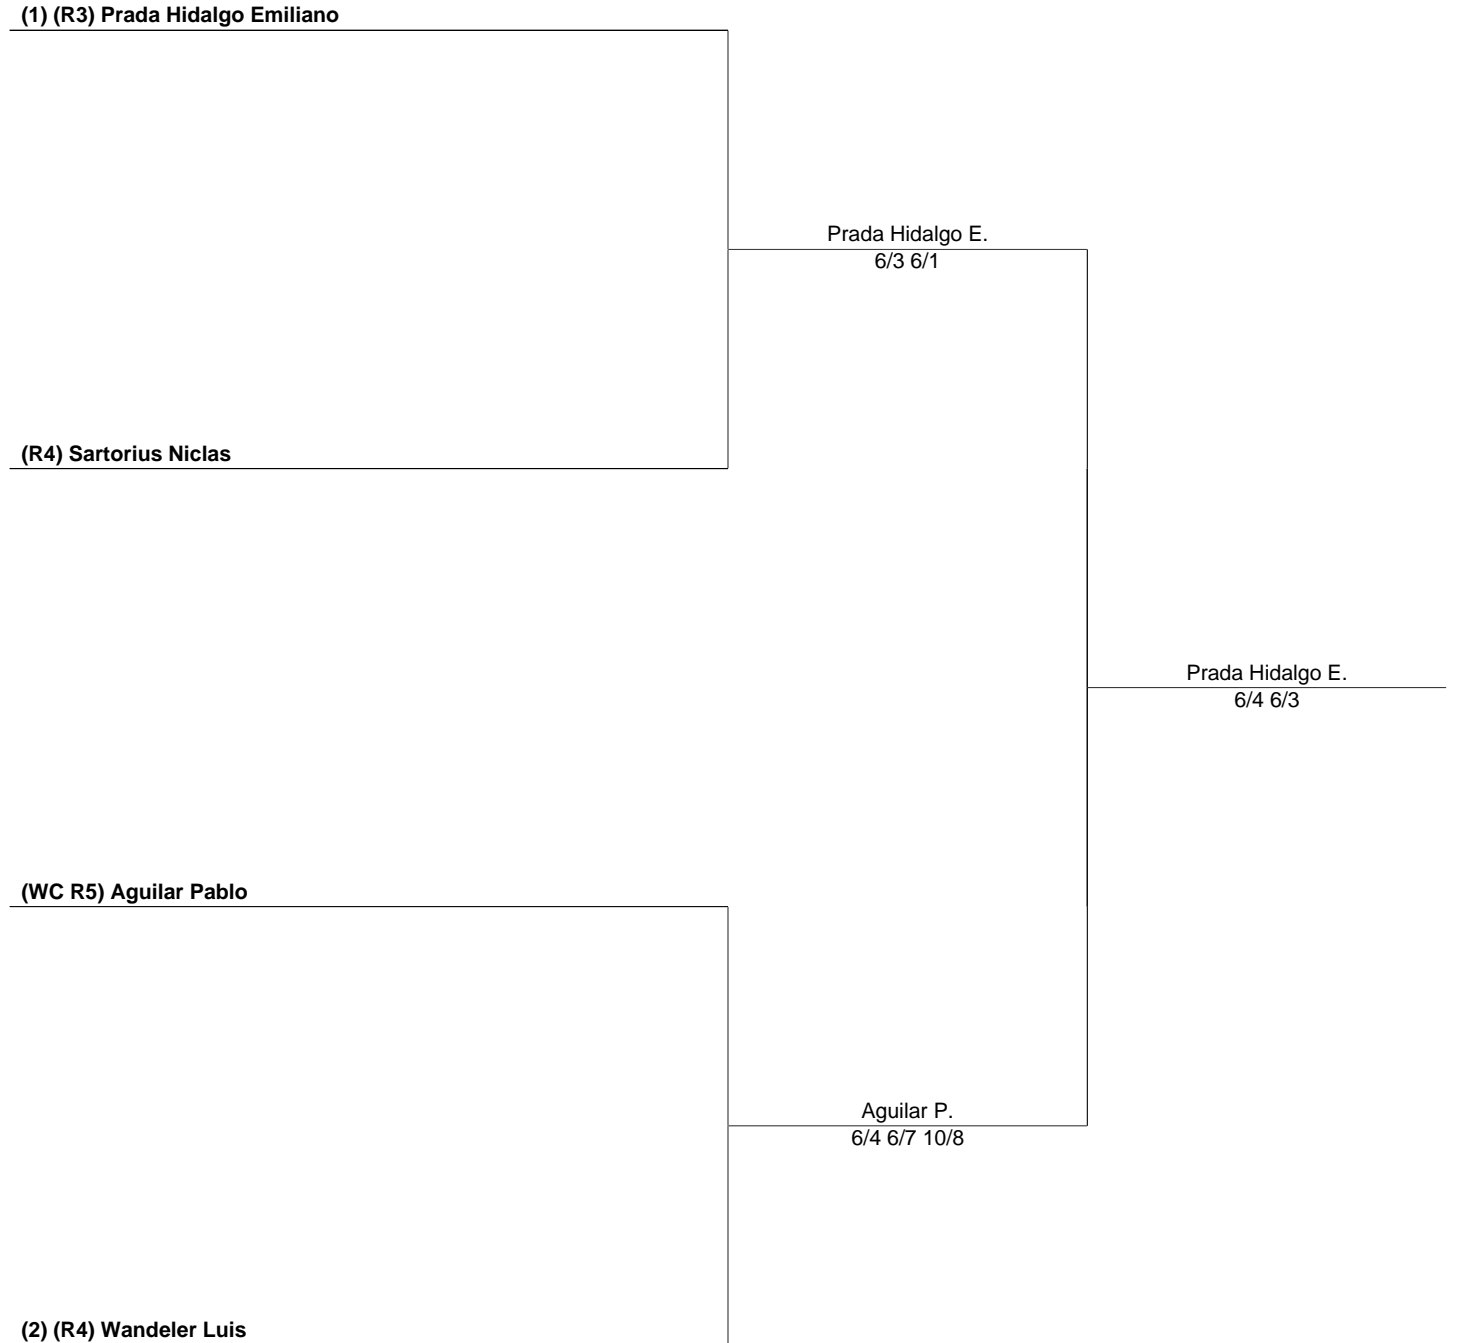 (1) (R3) Prada Hidalgo Emiliano
Prada Hidalgo E.
6/3 6/1
(R4) Sartorius Niclas
Prada Hidalgo E.
6/4 6/3
(WC R5) Aguilar Pablo
Aguilar P.
6/4 6/7 10/8
(2) (R4) Wandeler Luis